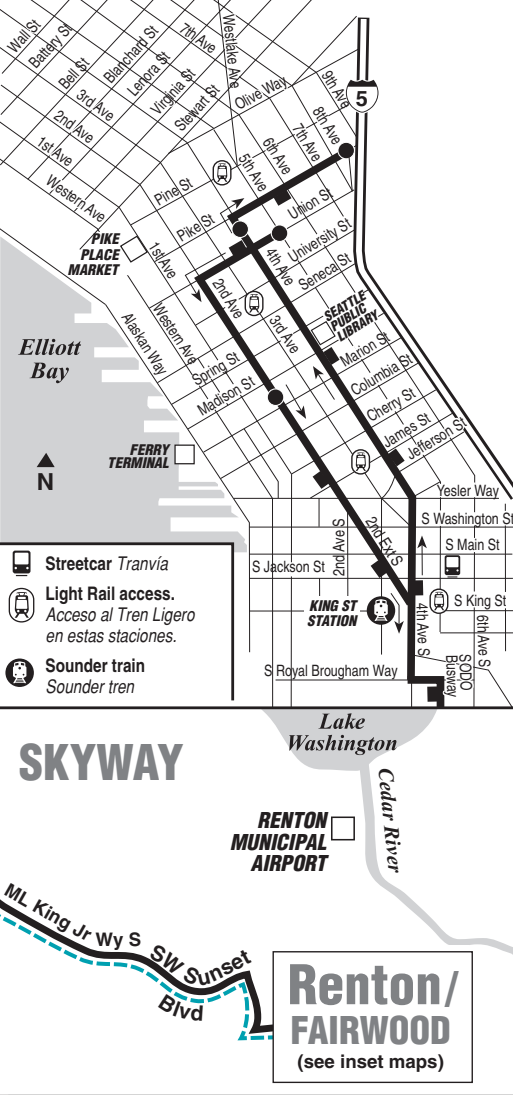 Wall St
Battery St
Bell St
Blanchard St
Lenora St
Virginia St
Stewart St
Westlake Ave
7th Ave
Olive Way
9th Ave
8th Ave
7th Ave
6th Ave
5th Ave
3rd Ave
2nd Ave
1st Ave
Western Ave
5
Pine St
Pike St
Union St
University St
Seneca St
PIKE
PLACE
MARKET
1st Ave
2nd Ave
3rd Ave
4th Ave
Western Ave
Alaskan Way
SEATTLE
PUBLIC
LIBRARY
Spring St
Madison St
Marion St
Columbia St
Cherry St
James St
Jefferson St
Elliott
Bay
N
FERRY
TERMINAL
Yesler Way
S Washington St
S Main St
2nd Ave S
2nd Ext S
S Jackson St
KING ST
STATION
S King St
4th Ave S
6th Ave S
SODO
Busway
S Royal Brougham Way
Streetcar Tranvía
Light Rail access.
Acceso al Tren Ligero
en estas staciones.
Sounder train
Sounder tren
Lake
Washington
SKYWAY
Cedar River
RENTON
MUNICIPAL
AIRPORT
ML King Jr Wy S
SW Sunset
Blvd
Renton/
FAIRWOOD
(see inset maps)